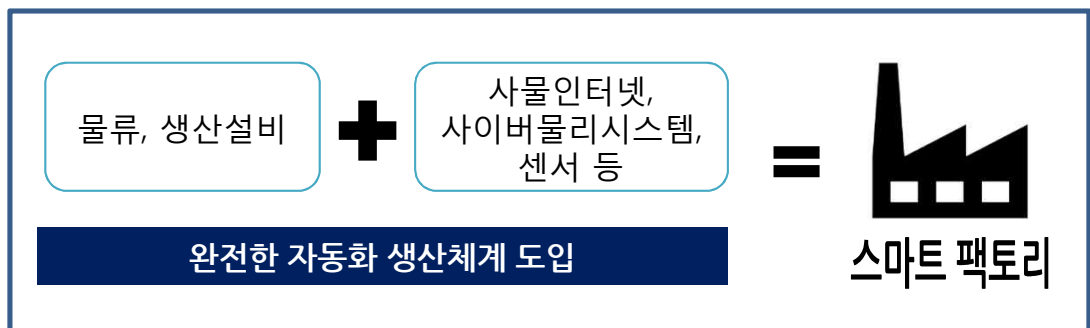 물류, 생산설비
사물인터넷,
사이버물리시스템,
센서 등
완전한 자동화 생산체계 도입
스마트 팩토리